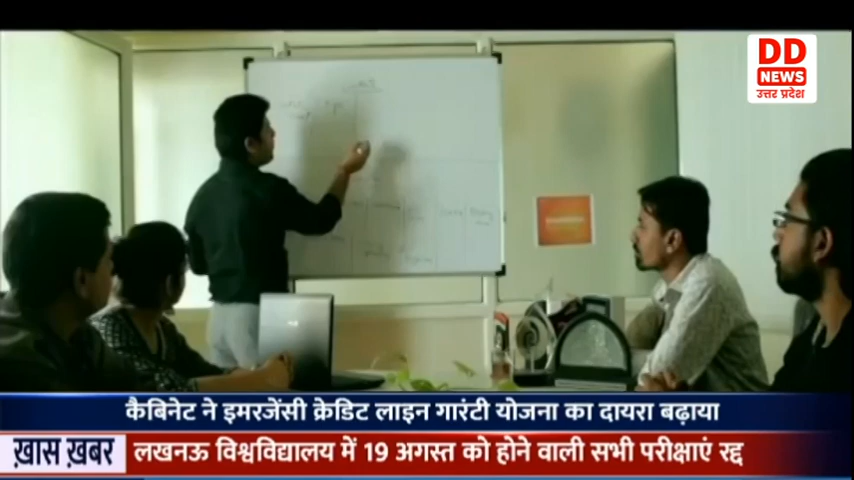 DD
NEWS
उत्तर प्रदेश
कैबिनेट ने इमरजेंसी क्रेडिट लाइन गारंटी योजना का दायरा बढ़ाया
ख़ास ख़बर
लखनऊ विश्वविद्यालय में 19 अगस्त को होने वाली सभी परीक्षाएं रद्द